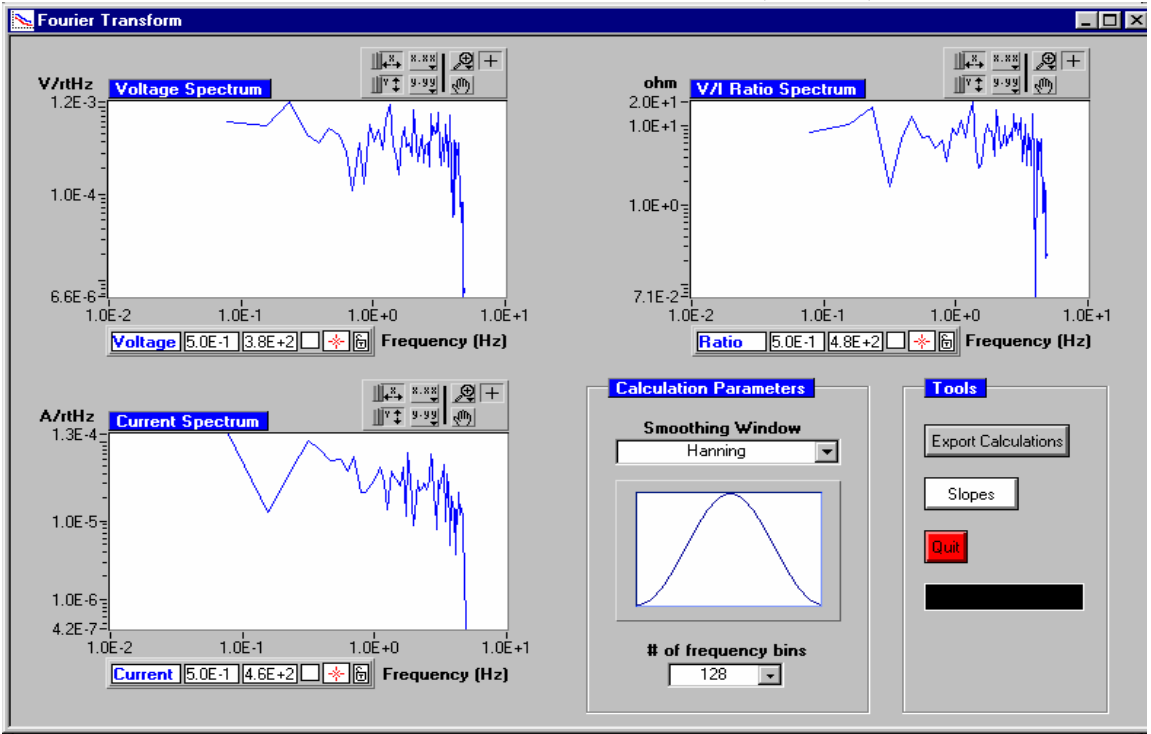 Fourier Transform
V/rtHz Voltage Spectrum
X.XX
Y.YY
1.2E-3
1.0E-4
6.6E-6
1.0E-2 1.0E-1 1.0E+0 1.0E+1
Voltage 5.0E-1 3.8E+2 Frequency (Hz)
ohm V/I Ratio Spectrum
X.XX
Y.YY
2.0E+1
1.0E+1
1.0E+0
7.1E-2
1.0E-2 1.0E-1 1.0E+0 1.0E+1
Ratio 5.0E-1 4.8E+2 Frequency (Hz)
A/rtHz Current Spectrum
X.XX
Y.YY
1.3E-4
1.0E-5
1.0E-6
4.2E-7
1.0E-2 1.0E-1 1.0E+0 1.0E+1
Current 5.0E-1 4.6E+2 Frequency (Hz)
Calculation Parameters
Smoothing Window
Hanning
# of frequency bins
128
Tools
Export Calculations
Slopes
Quit